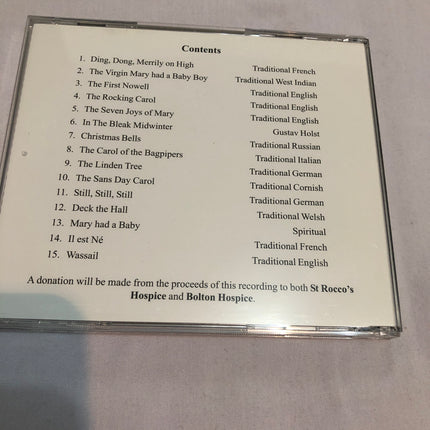 Contents
1. Ding, Dong, Merrily on High Traditional French
2. The Virgin Mary had a Baby Boy Traditional West Indian
3. The First Nowell Traditional English
4. The Rocking Carol Traditional English
5. The Seven Joys of Mary Traditional English
6. In The Bleak Midwinter Gustav Holst
7. Christmas Bells Traditional Russian
8. The Carol of the Bagpipers Traditional Italian
9. The Linden Tree Traditional German
10. The Sans Day Carol Traditional Cornish
11. Still, Still, Still Traditional German
12. Deck the Hall Traditional Welsh
13. Mary had a Baby Spiritual
14. Il est Né Traditional French
15. Wassail Traditional English
A donation will be made from the proceeds of this recording to both St Rocco's
Hospice and Bolton Hospice.